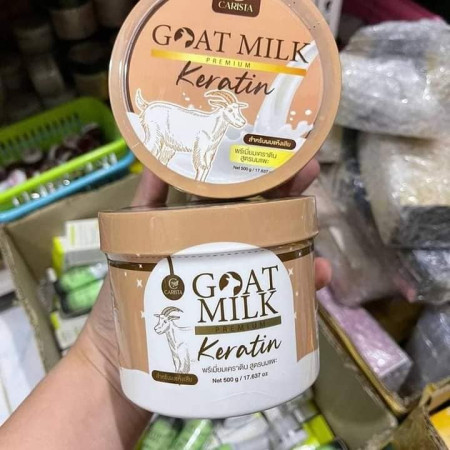 CARISTA
GOAT MILK
PREMIUM
Keratin
สำหรับผมแห้งเสีย
พรีเมี่ยมเคราติน
สูตรนมแพะ
Net 500 g / 17.637 oz
CARISTA
GOAT
MILK
PREMIUM
Keratin
พรีเมี่ยมเคราติน สูตรนมแพะ
สำหรับผมแห้งเสีย
Net 500 g / 17.637 oz